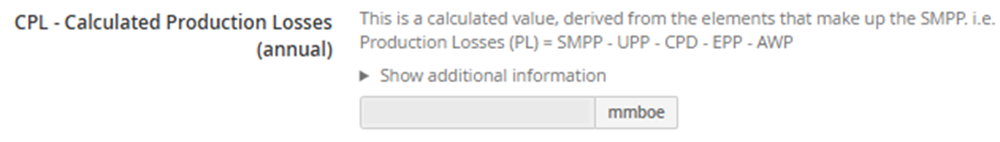 CPL - Calculated Production Losses (annual)
This is a calculated value, derived from the elements that make up the SMPP. i.e.
Production Losses (PL) = SMPP - UPP - CPD - EPP - AWP
▶ Show additional information
mmboe